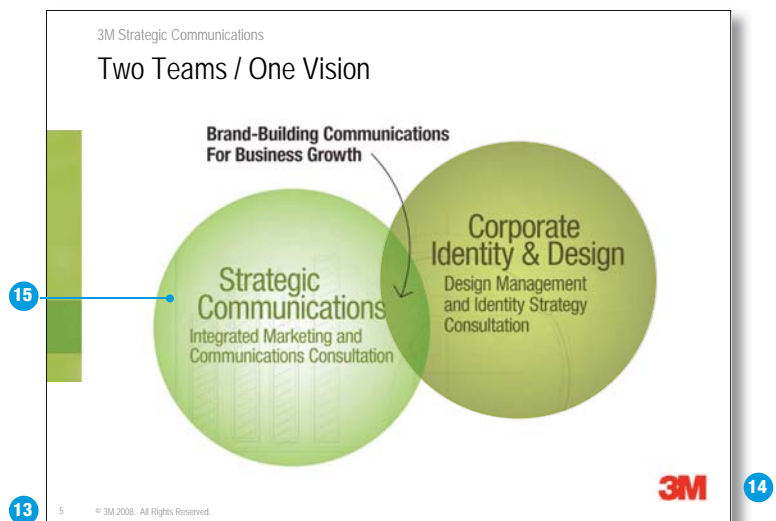 3M Strategic Communications
Two Teams / One Vision
Brand-Building Communications
For Business Growth
Corporate
Identity & Design
Design Management
and Identity Strategy
Consultation
Strategic
Communications
Integrated Marketing and
Communications Consultation
15
3M
14
13
5 © 3M 2008. All Rights Reserved.